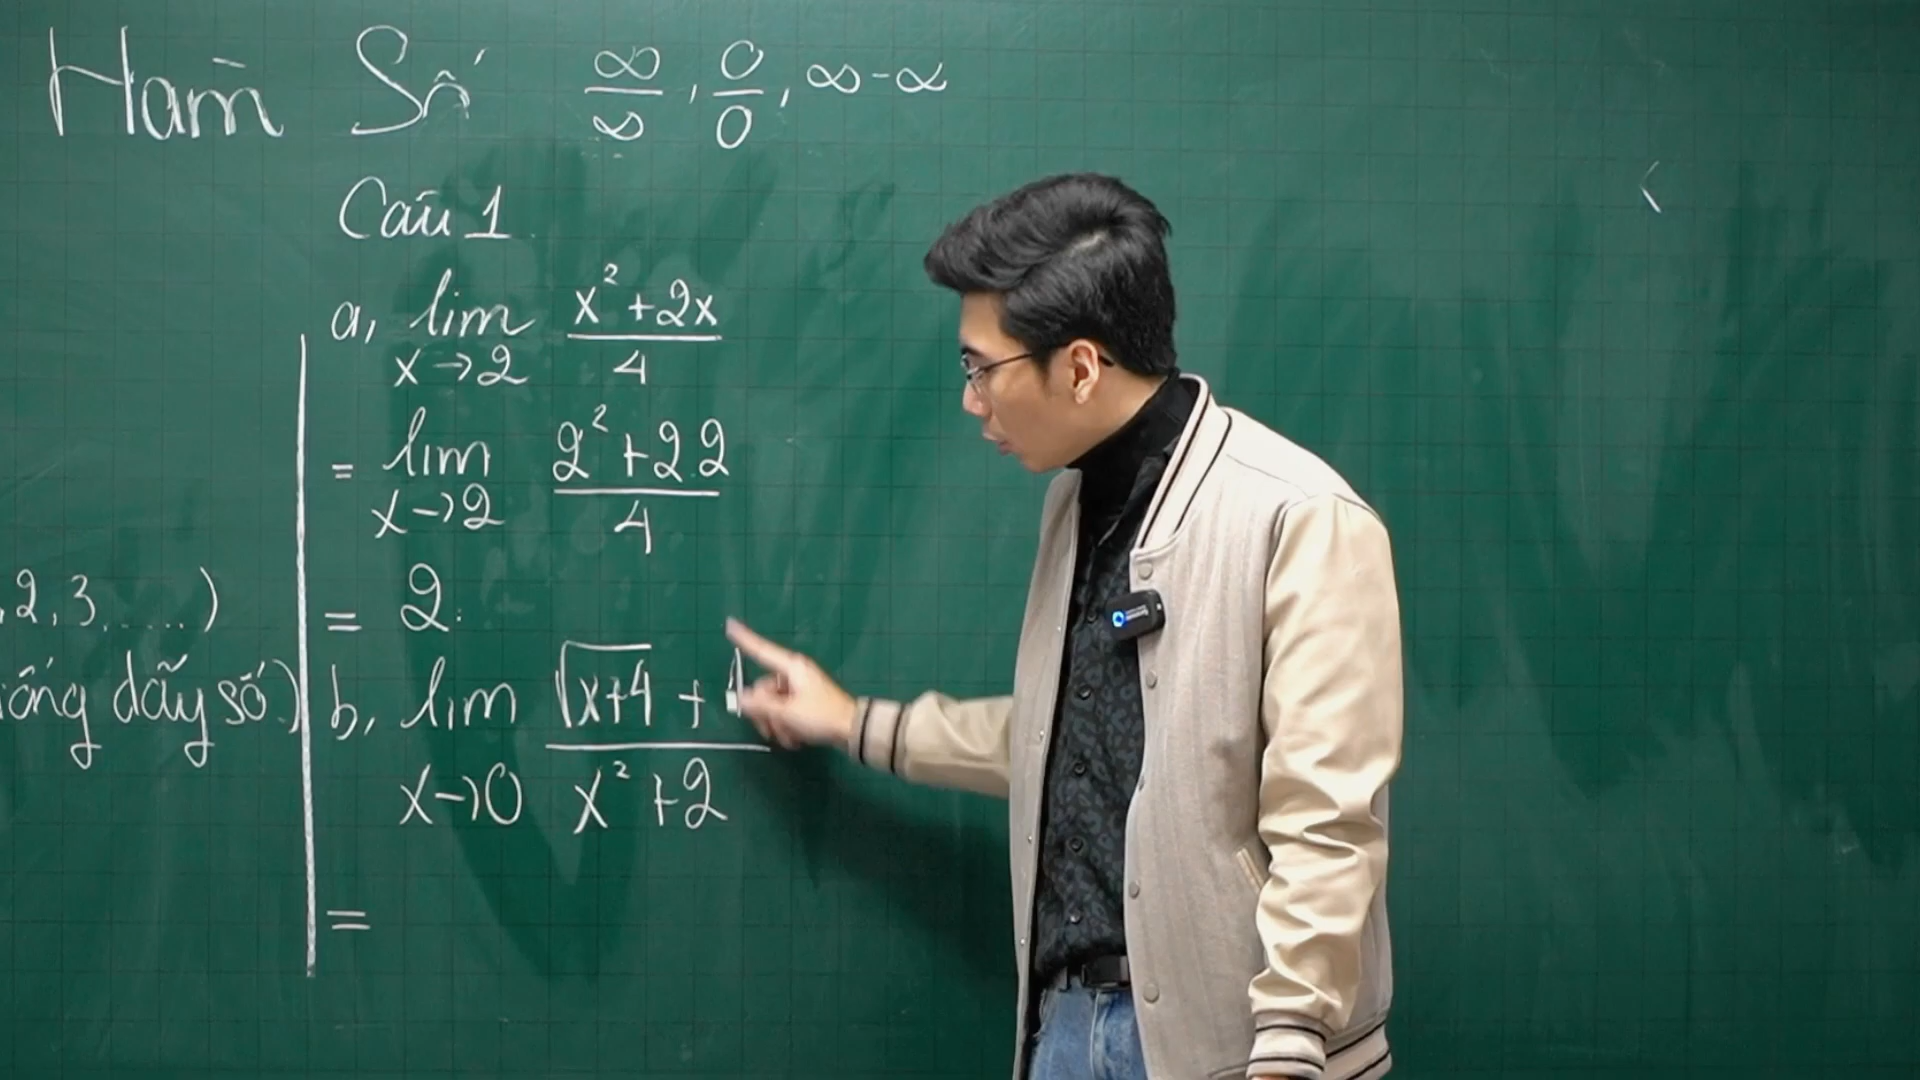 Hàm Số ∞/∞, 0/0, ∞-∞
Câu 1
a, lim x→2 (x²+2x)/4
= lim x→2 (2²+2.2)/4
= 2.
,2,3,.....)
dãy số.)
b, lim x→0 (√(x+4) +)/(x²+2)
=